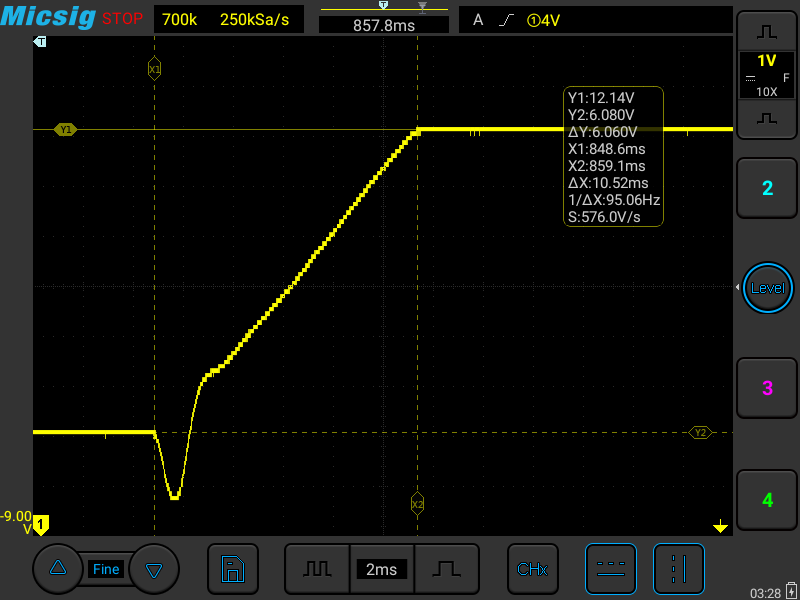 Micsig STOP 700k 250kSa/s 857.8ms A ①4V
T
T
X1
1V
F
10X
Y1:12.14V
Y2:6.080V
ΔY:6.060V
X1:848.6ms
X2:859.1ms
ΔX:10.52ms
1/ΔX:95.06Hz
S:576.0V/s
Y1
2
Level
3
Y2
X2
4
-9.00
V
1
Fine
2ms
CHx
03:28